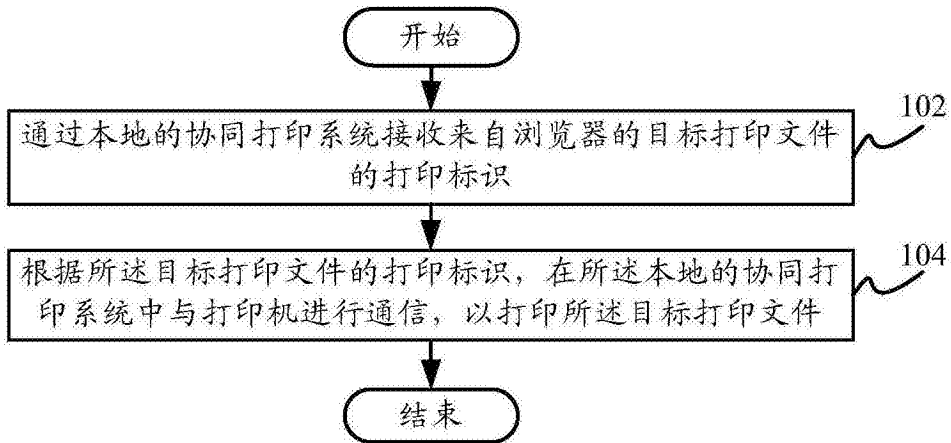 开始
通过本地的协同打印系统接收来自浏览器的目标打印文件
的打印标识
102
根据所述目标打印文件的打印标识，在所述本地的协同打
印系统中与打印机进行通信，以打印所述目标打印文件
104
结束